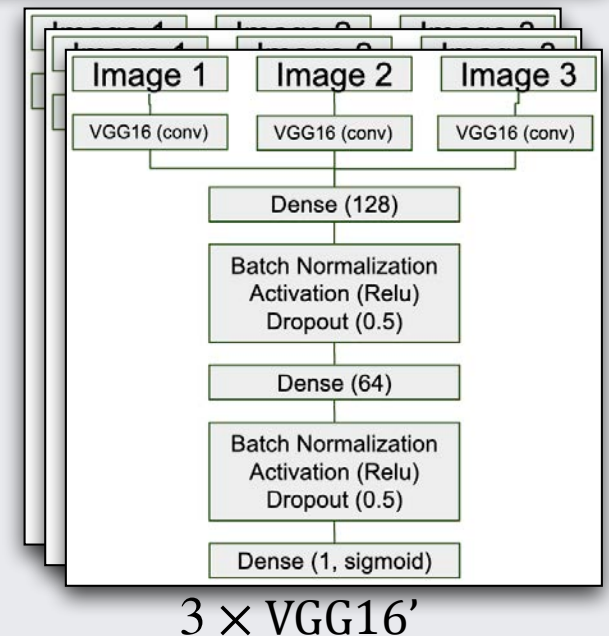 Image 1 Image 2 Image 3
VGG16 (conv) VGG16 (conv) VGG16 (conv)
Dense (128)
Batch Normalization
Activation (Relu)
Dropout (0.5)
Dense (64)
Batch Normalization
Activation (Relu)
Dropout (0.5)
Dense (1, sigmoid)
3 × VGG16’